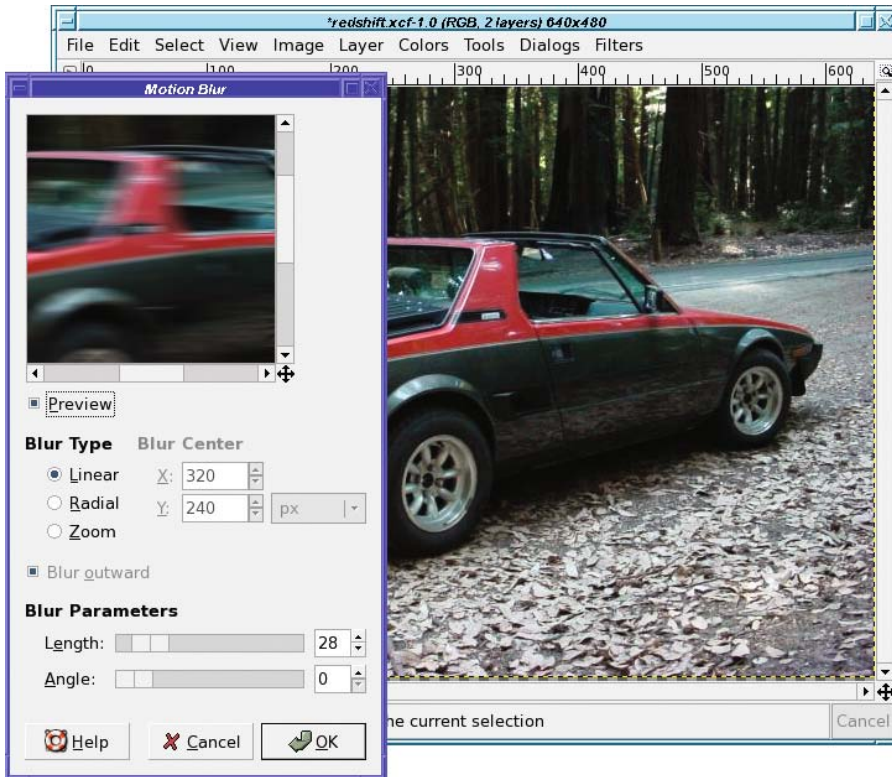 *redshift.xcf-1.0 (RGB, 2 layers) 640x480
File Edit Select View Image Layer Colors Tools Dialogs Filters
0 100 200 300 400 500 600
Motion Blur
Preview
Blur Type Blur Center
Linear X: 320
Radial Y: 240 px
Zoom
Blur outward
Blur Parameters
Length: 28
Angle: 0
Help Cancel OK
he current selection
Cancel